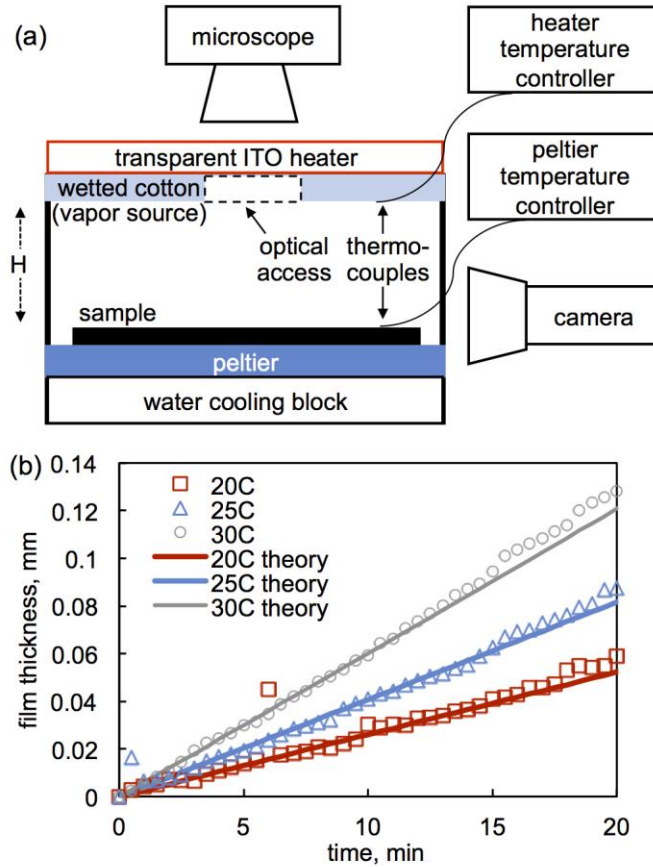 (a)
microscope
heater
temperature
controller
transparent ITO heater
wetted cotton
(vapor source)
peltier
temperature
controller
H
optical
access
thermo-
couples
sample
camera
peltier
water cooling block
(b)
0.14
0.12
0.1
0.08
0.06
0.04
0.02
0
film thickness, mm
20C
25C
30C
20C theory
25C theory
30C theory
0
5
10
15
20
time, min